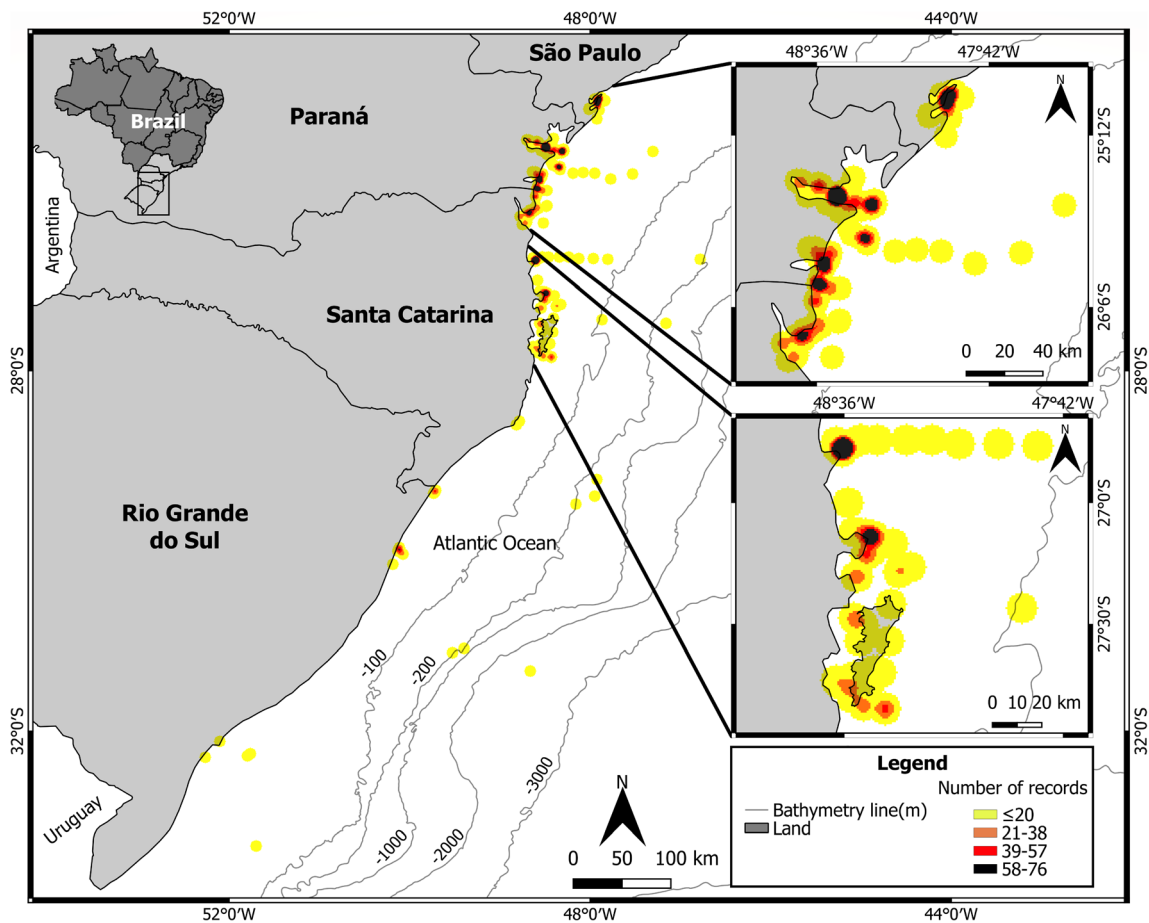 52°0'W 48°0'W 44°0'W
São Paulo
48°36'W 47°42'W
N
Brazil
Paraná
25°12'S
Argentina
26°6'S
Santa Catarina
0 20 40 km
28°0'S
28°0'S
48°36'W 47°42'W
N
27°0'S
Rio Grande
do Sul
Atlantic Ocean
27°30'S
-100
-200
0 10 20 km
32°0'S
32°0'S
Legend
-3000
N
Number of records
Uruguay
Bathymetry line(m)
Land
≤20
21-38
39-57
58-76
-1000
-2000
0 50 100 km
52°0'W 48°0'W 44°0'W